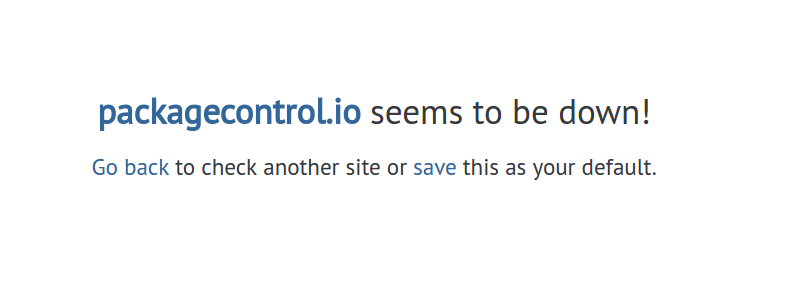 packagecontrol.io seems to be down!
Go back to check another site or save this as your default.